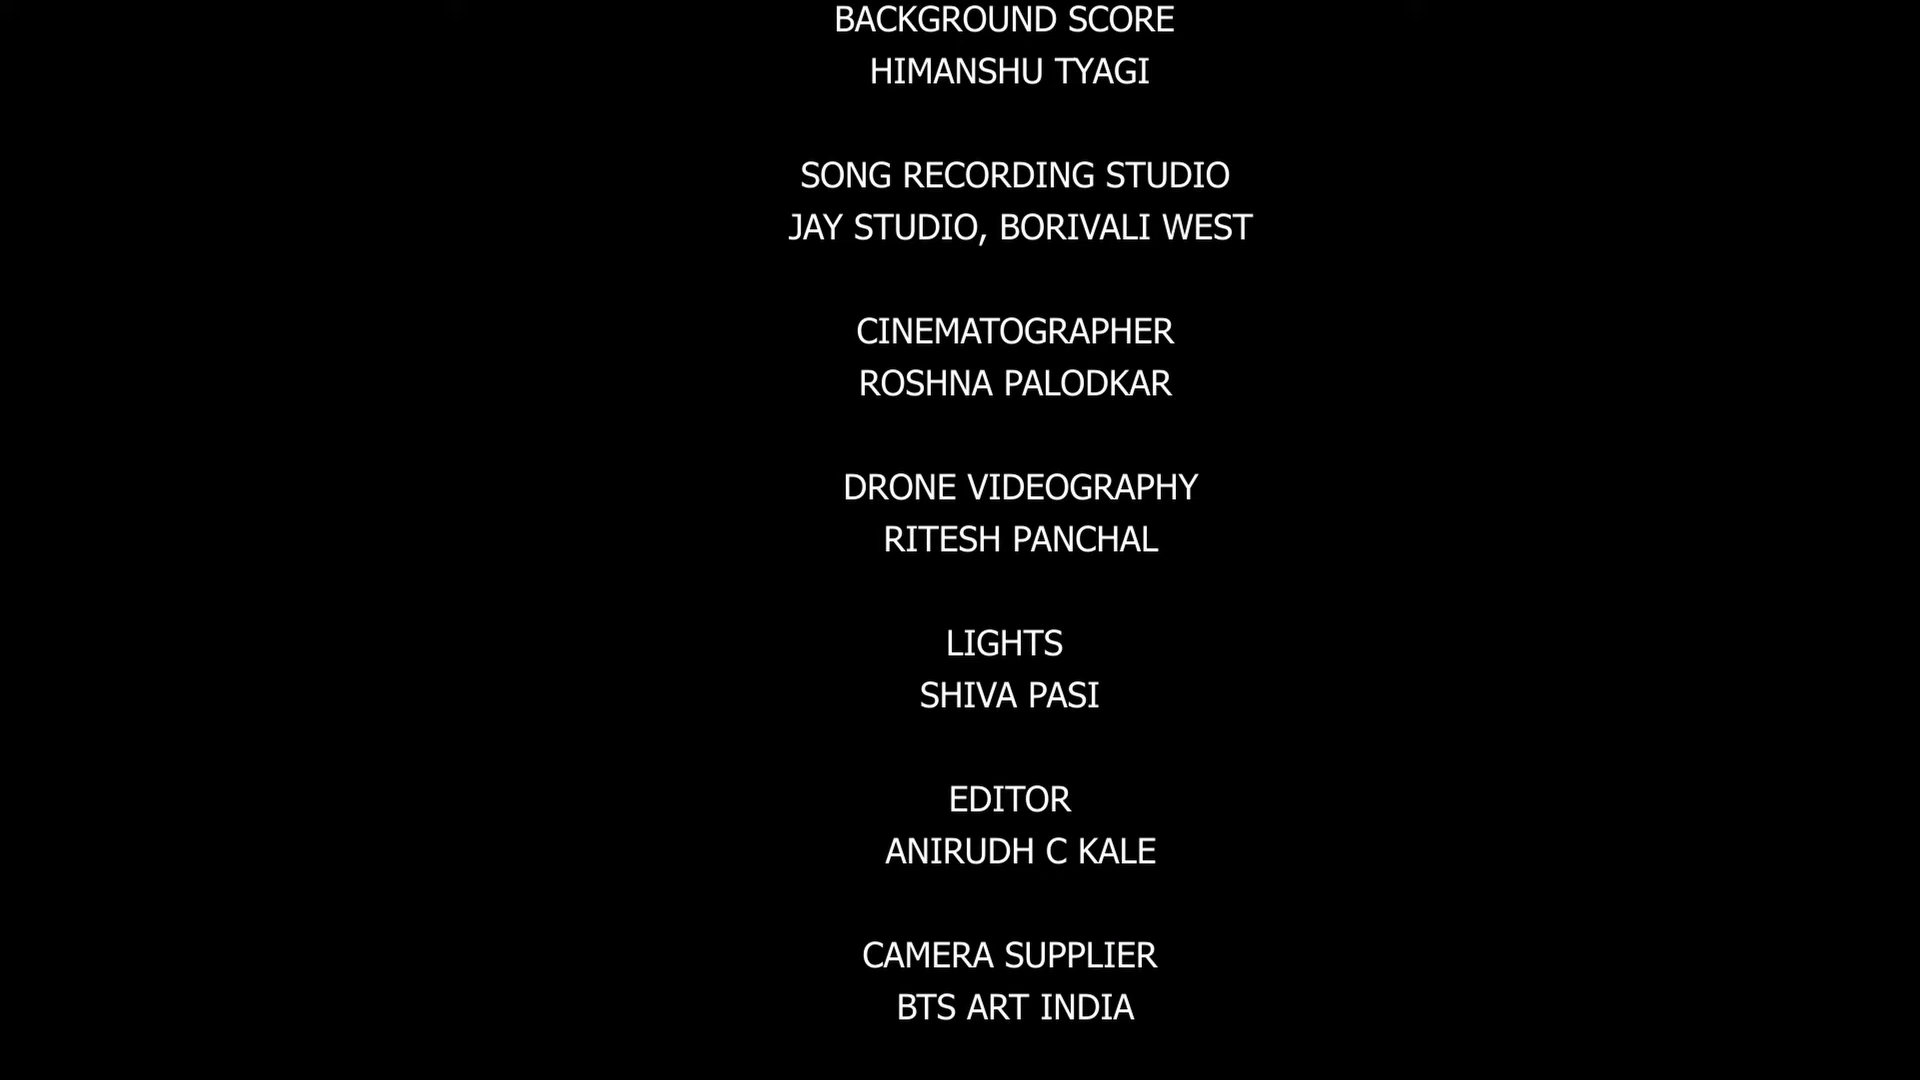 BACKGROUND SCORE
HIMANSHU TYAGI
SONG RECORDING STUDIO
JAY STUDIO, BORIVALI WEST
CINEMATOGRAPHER
ROSHNA PALODKAR
DRONE VIDEOGRAPHY
RITESH PANCHAL
LIGHTS
SHIVA PASI
EDITOR
ANIRUDH C KALE
CAMERA SUPPLIER
BTS ART INDIA